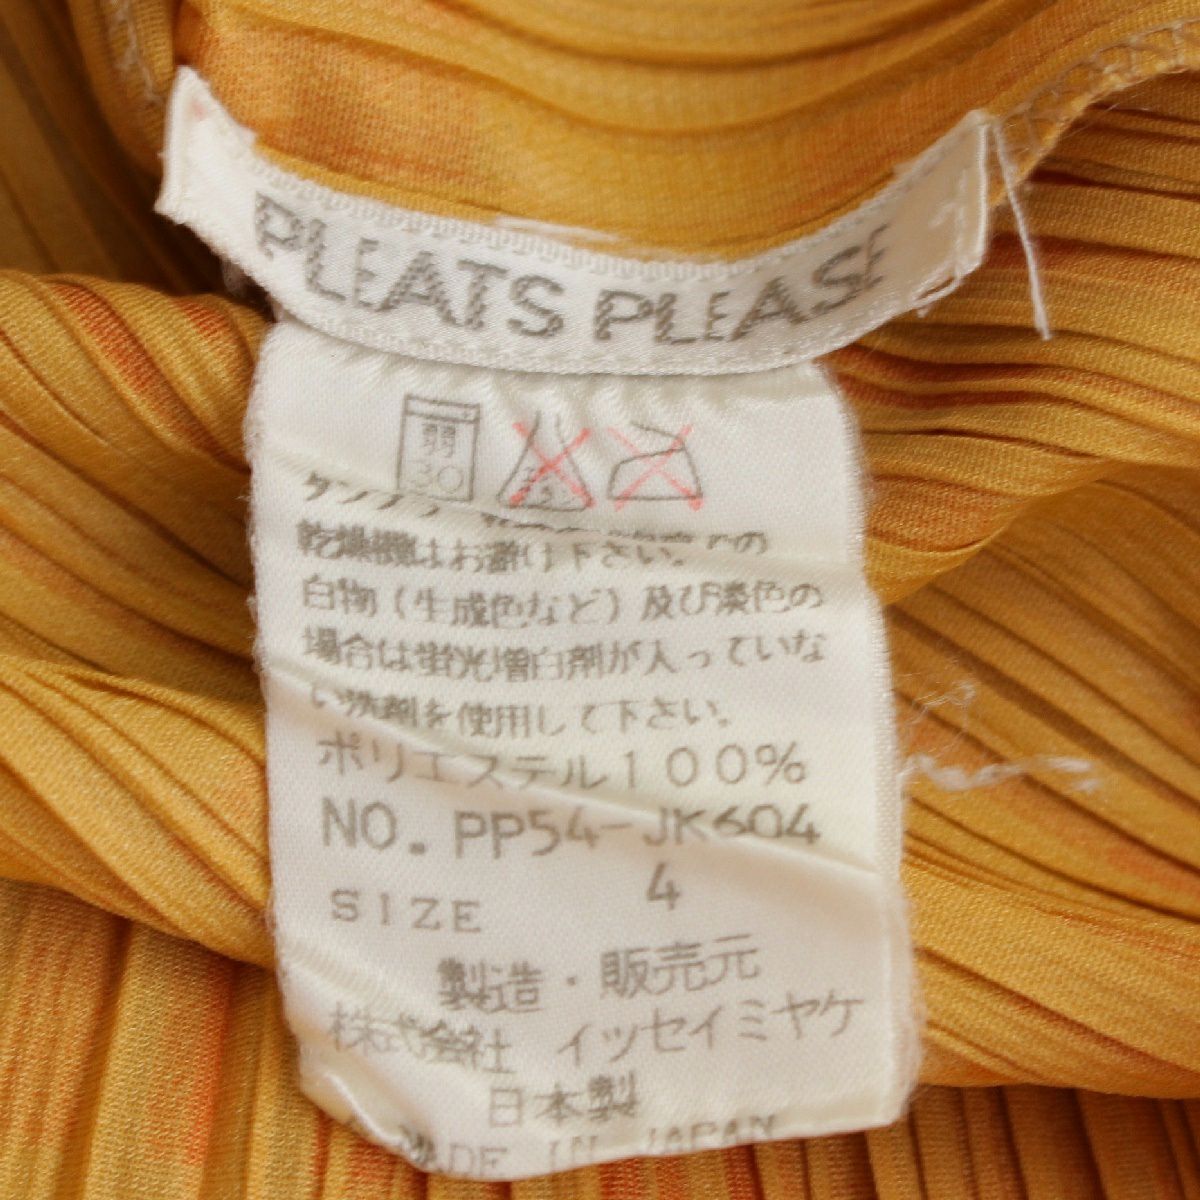 PLEATS PLEASE
弱
30
乾燥機はお避け下さい。
白物(生成色など)及び淡色の
場合は蛍光増白剤が入っていな
い洗剤を使用して下さい。
ポリエステル100%
NO. PP54-JK604
SIZE 4
製造・販売元
株式会社 イッセイミヤケ
日本製
MADE IN JAPAN